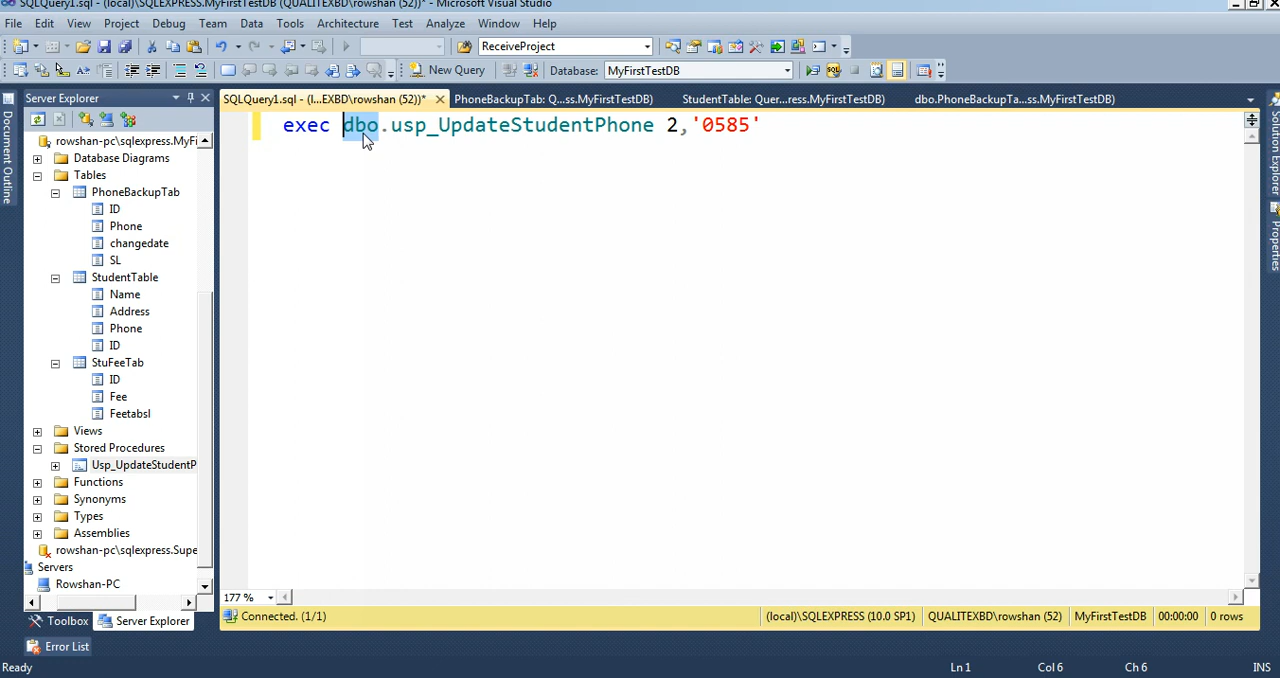 SQLQuery1.sql - (local)\SQLEXPRESS.MyFirstTestDB (QUALITEXBD\rowshan (52))* - Microsoft Visual Studio
File Edit View Project Debug Team Data Tools Architecture Test Analyze Window Help
ReceiveProject
New Query Database: MyFirstTestDB
Server Explorer
SQLQuery1.sql - (l...EXBD\rowshan (52))* PhoneBackupTab: Q...ss.MyFirstTestDB) StudentTable: Quer...ress.MyFirstTestDB) dbo.PhoneBackupTa...ss.MyFirstTestDB)
Document Outline
Solution Explorer
Properties
exec dbo.usp_UpdateStudentPhone 2,'0585'
rowshan-pc\sqlexpress.MyFi
Database Diagrams
Tables
PhoneBackupTab
ID
Phone
changedate
SL
StudentTable
Name
Address
Phone
ID
StuFeeTab
ID
Fee
Feetabsl
Views
Stored Procedures
Usp_UpdateStudentP
Functions
Synonyms
Types
Assemblies
rowshan-pc\sqlexpress.Supe
Servers
Rowshan-PC
177 %
Toolbox Server Explorer
Connected. (1/1) (local)\SQLEXPRESS (10.0 SP1) QUALITEXBD\rowshan (52) MyFirstTestDB 00:00:00 0 rows
Error List
Ready Ln 1 Col 6 Ch 6 INS